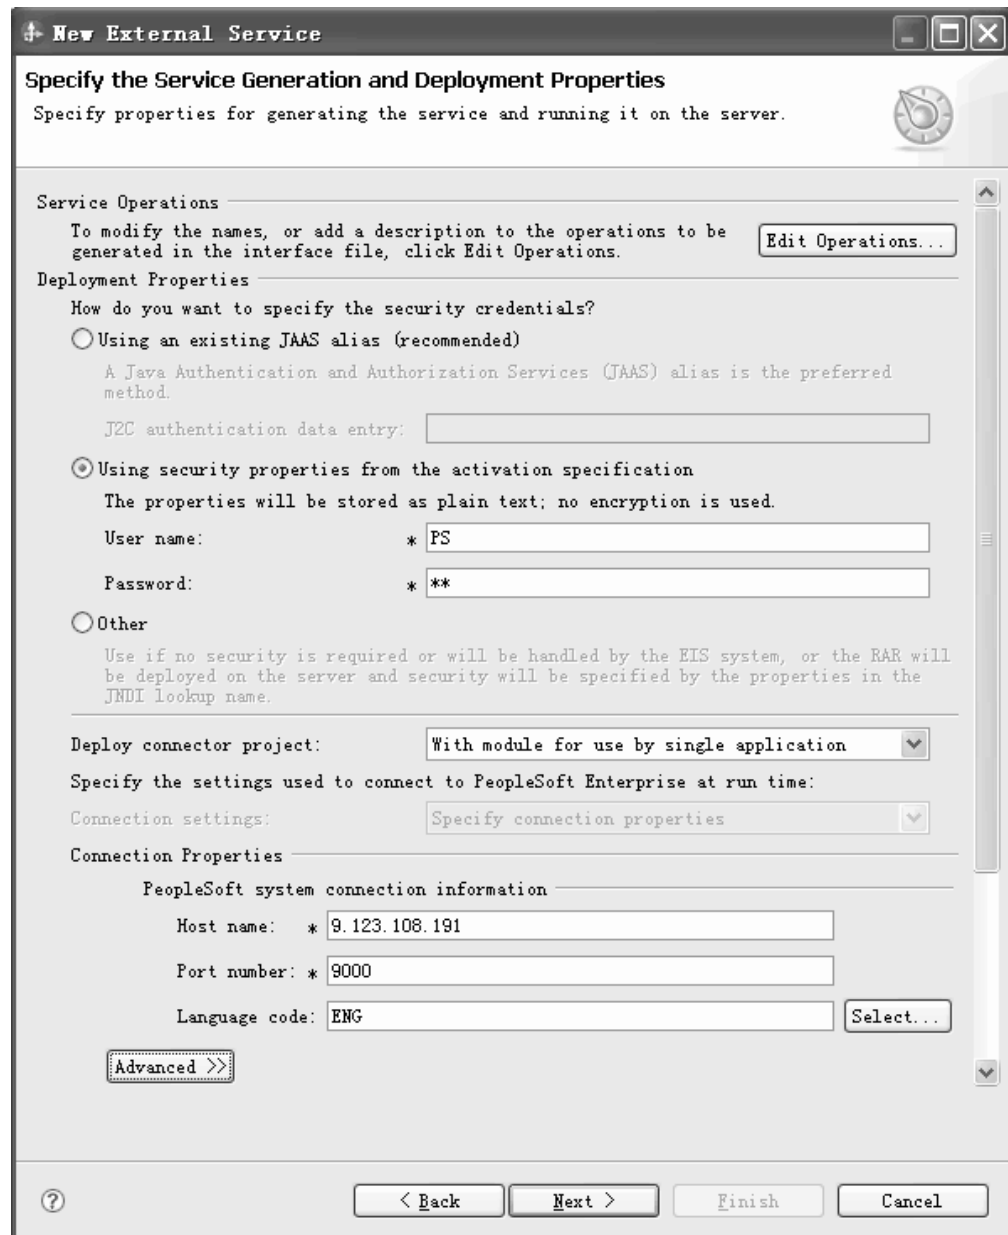 New External Service
Specify the Service Generation and Deployment Properties
Specify properties for generating the service and running it on the server.
Service Operations
To modify the names, or add a description to the operations to be
generated in the interface file, click Edit Operations.
Edit Operations...
Deployment Properties
How do you want to specify the security credentials?
Using an existing JAAS alias (recommended)
A Java Authentication and Authorization Services (JAAS) alias is the preferred
method.
J2C authentication data entry:
Using security properties from the activation specification
The properties will be stored as plain text; no encryption is used.
User name: * PS
Password: * **
Other
Use if no security is required or will be handled by the EIS system, or the RAR will
be deployed on the server and security will be specified by the properties in the
JNDI lookup name.
Deploy connector project: With module for use by single application
Specify the settings used to connect to PeopleSoft Enterprise at run time:
Connection settings: Specify connection properties
Connection Properties
PeopleSoft system connection information
Host name: * 9.123.108.191
Port number: * 9000
Language code: ENG Select...
Advanced >>
? < Back Next > Finish Cancel